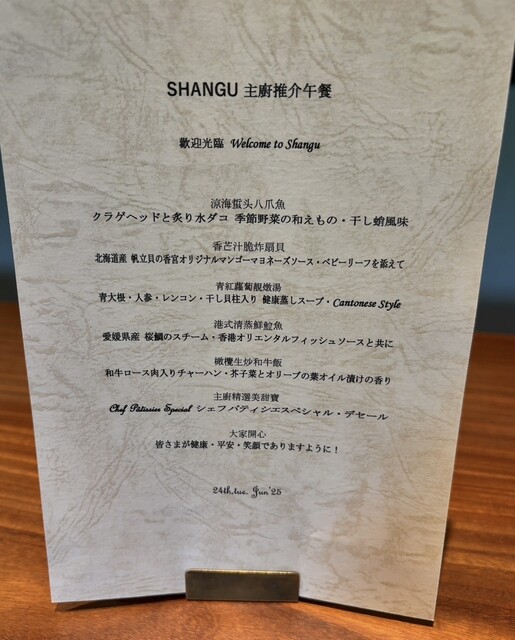 SHANGU 主廚推介午餐
歡迎光臨 Welcome to Shangu
涼海蜇头八爪魚
クラゲヘッドと炙り水ダコ 季節野菜の和えもの・干し蛸風味
香芒汁脆炸扇貝
北海道産 帆立貝の香宮オリジナルマンゴーマヨネーズソース・ベビーリーフを添えて
青紅蘿蔔靚燉湯
青大根・人参・レンコン・干し貝柱入り 健康蒸しスープ・Cantonese Style
港式清蒸鮮鱠魚
愛媛県産 桜鯛のスチーム・香港オリエンタルフィッシュソースと共に
橄欖生炒和牛飯
和牛ロース肉入りチャーハン・芥子菜とオリーブの葉オイル漬けの香り
主廚精選美甜寶
Chef Pâtissier Special シェフパティシエスペシャル・デセール
大家開心
皆さまが健康・平安・笑顔でありますように！
24th,tue. Jun'25